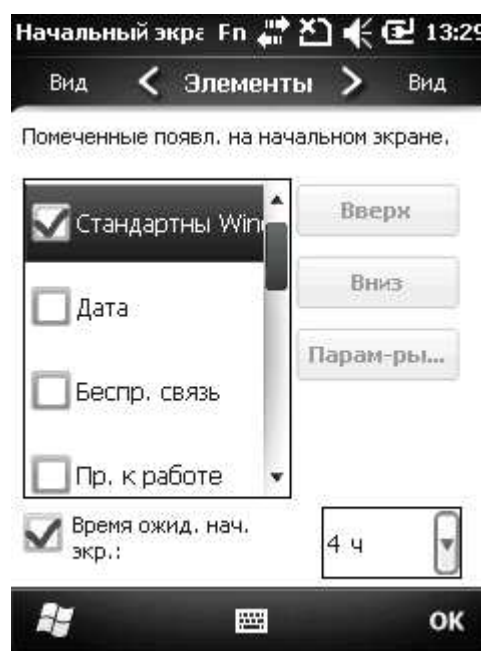 Начальный экра Fn 13:29
Вид Элементы Вид
Помеченные появл. на начальном экране.
Стандартны Win
Вверх
Дата
Вниз
Парам-ры...
Беспр. связь
Пр. к работе
Время ожид. нач.
экр.:
4 ч
OK